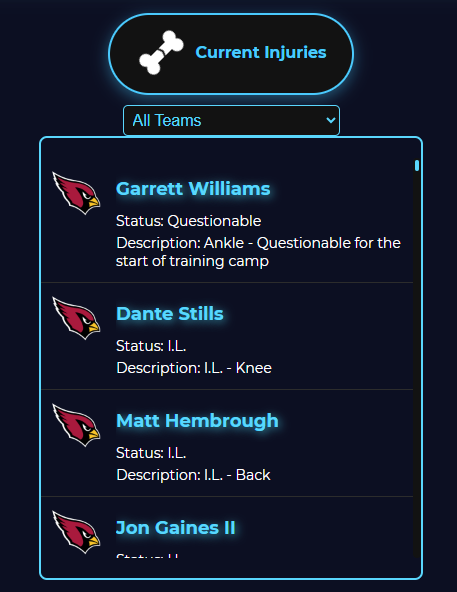 Current Injuries
All Teams
Garrett Williams
Status: Questionable
Description: Ankle - Questionable for the
start of training camp
Dante Stills
Status: I.L.
Description: I.L. - Knee
Matt Hembrough
Status: I.L.
Description: I.L. - Back
Jon Gaines II